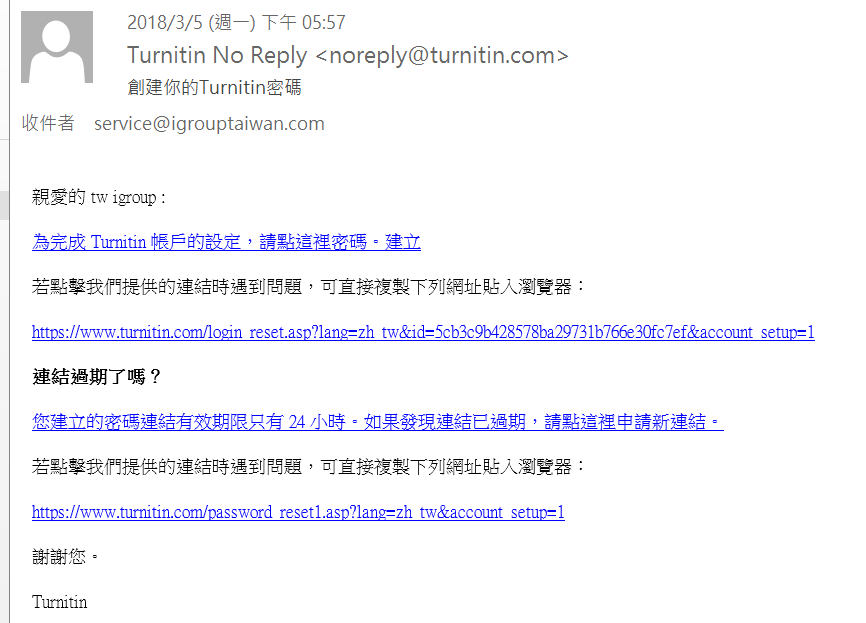 2018/3/5 (週一) 下午 05:57
Turnitin No Reply <noreply@turnitin.com>
創建你的Turnitin密碼
收件者 service@igrouptaiwan.com
親愛的 tw igroup :
為完成 Turnitin 帳戶的設定，請點這裡密碼。建立
若點擊我們提供的連結時遇到問題，可直接複製下列網址貼入瀏覽器：
https://www.turnitin.com/login_reset.asp?lang=zh_tw&id=5cb3c9b428578ba29731b766e30fc7ef&account_setup=1
連結過期了嗎？
您建立的密碼連結有效期限只有 24 小時。如果發現連結已過期，請點這裡申請新連結。
若點擊我們提供的連結時遇到問題，可直接複製下列網址貼入瀏覽器：
https://www.turnitin.com/password_reset1.asp?lang=zh_tw&account_setup=1
謝謝您。
Turnitin